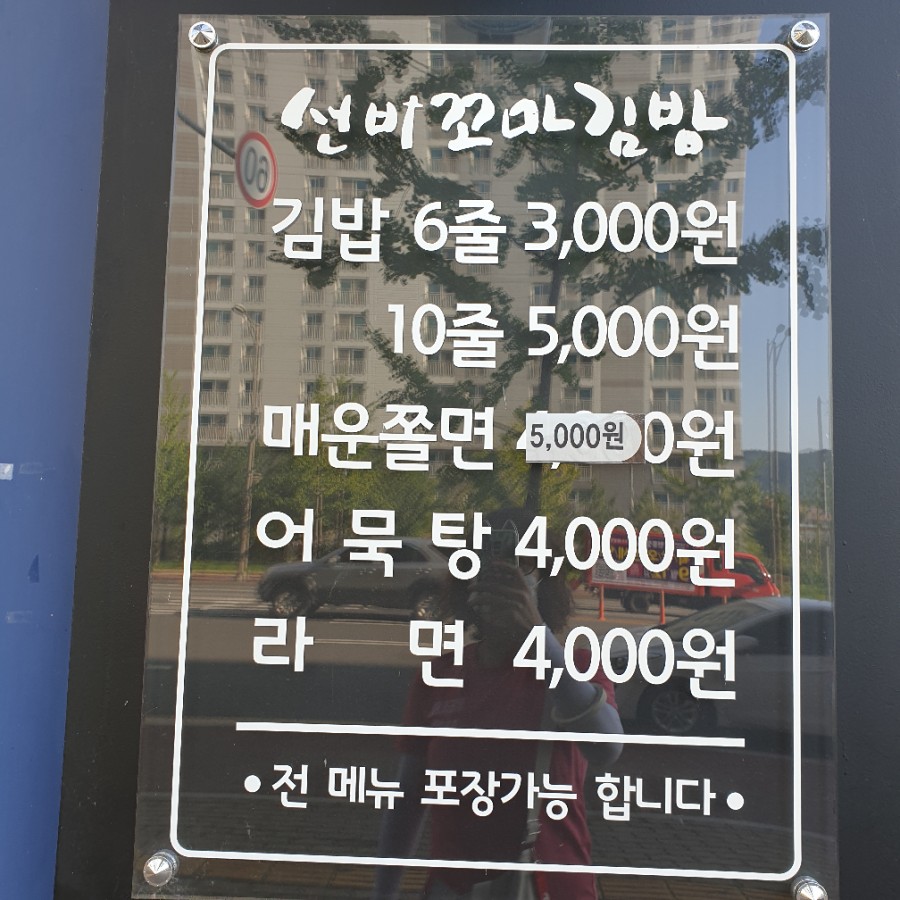 선바꼬마김밥
김밥 6줄 3,000원
10줄 5,000원
매운쫄면 5,000원
어묵탕 4,000원
라면 4,000원
•전 메뉴 포장가능 합니다•